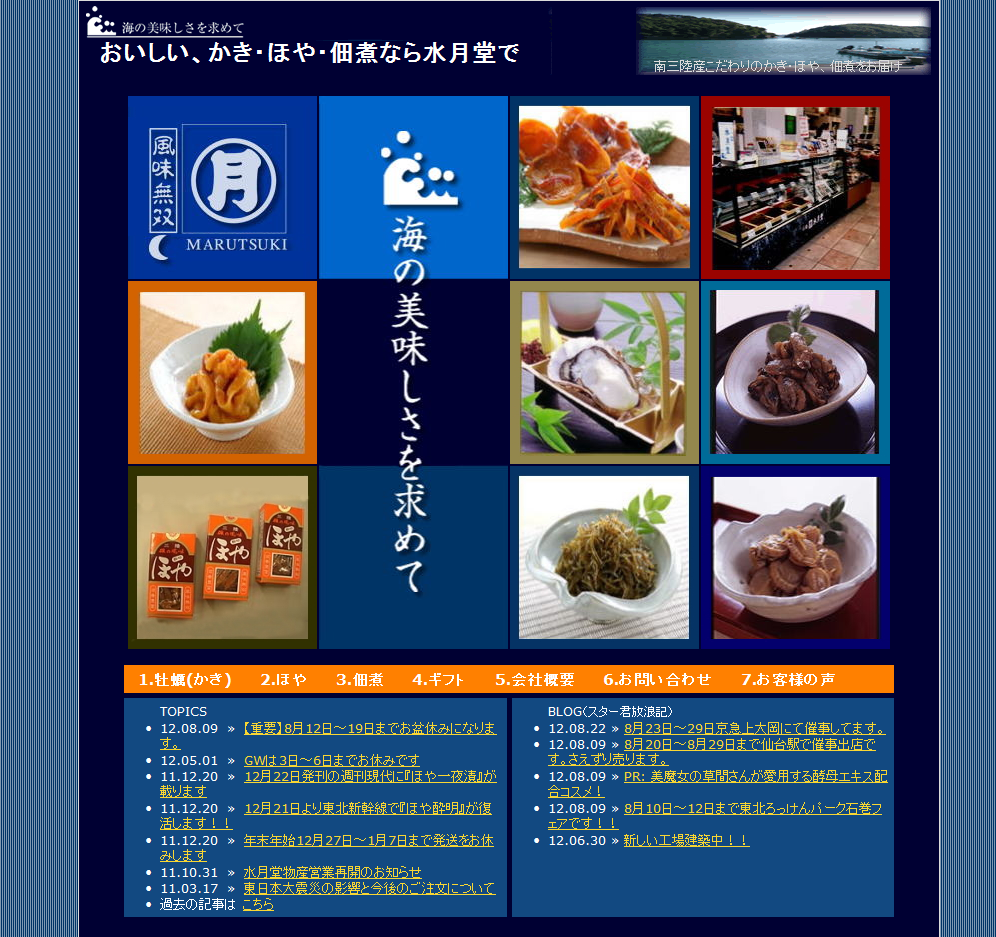 海の美味しさを求めて
おいしい、かき・ほや・佃煮なら水月堂で
南三陸産こだわりのかき・ほや、佃煮をお届け
風味無双
月
MARUTSUKI
海の美味しさを求めて
三陸
ほや
三陸
ほや
三陸
ほや
1.牡蠣(かき) 2.ほや 3.佃煮 4.ギフト 5.会社概要 6.お問い合わせ 7.お客様の声
TOPICS
12.08.09 » 【重要】8月12日～19日までお盆休みになりま
す。
12.05.01 » GWは3日～6日までお休みです
11.12.20 » 12月22日発刊の週刊現代に『ほや一夜漬』が
載ります
11.12.20 » 12月21日より東北新幹線で『ほや酔明』が復
活します！！
11.12.20 » 年末年始12月27日～1月7日まで発送をお休
みします
11.10.31 » 水月堂物産営業再開のお知らせ
11.03.17 » 東日本大震災の影響と今後のご注文について
過去の記事は こちら
BLOG(スター君放浪記)
12.08.22 » 8月23日～29日京急上大岡にて催事してます。
12.08.09 » 8月20日～8月29日まで仙台駅で催事出店で
す。さえずり売ります。
12.08.09 » PR: 美魔女の草間さんが愛用する酵母エキス配
合コスメ！
12.08.09 » 8月10日～12日まで東北ろっけんパーク石巻フ
ェアです！！
12.06.30 » 新しい工場建築中！！